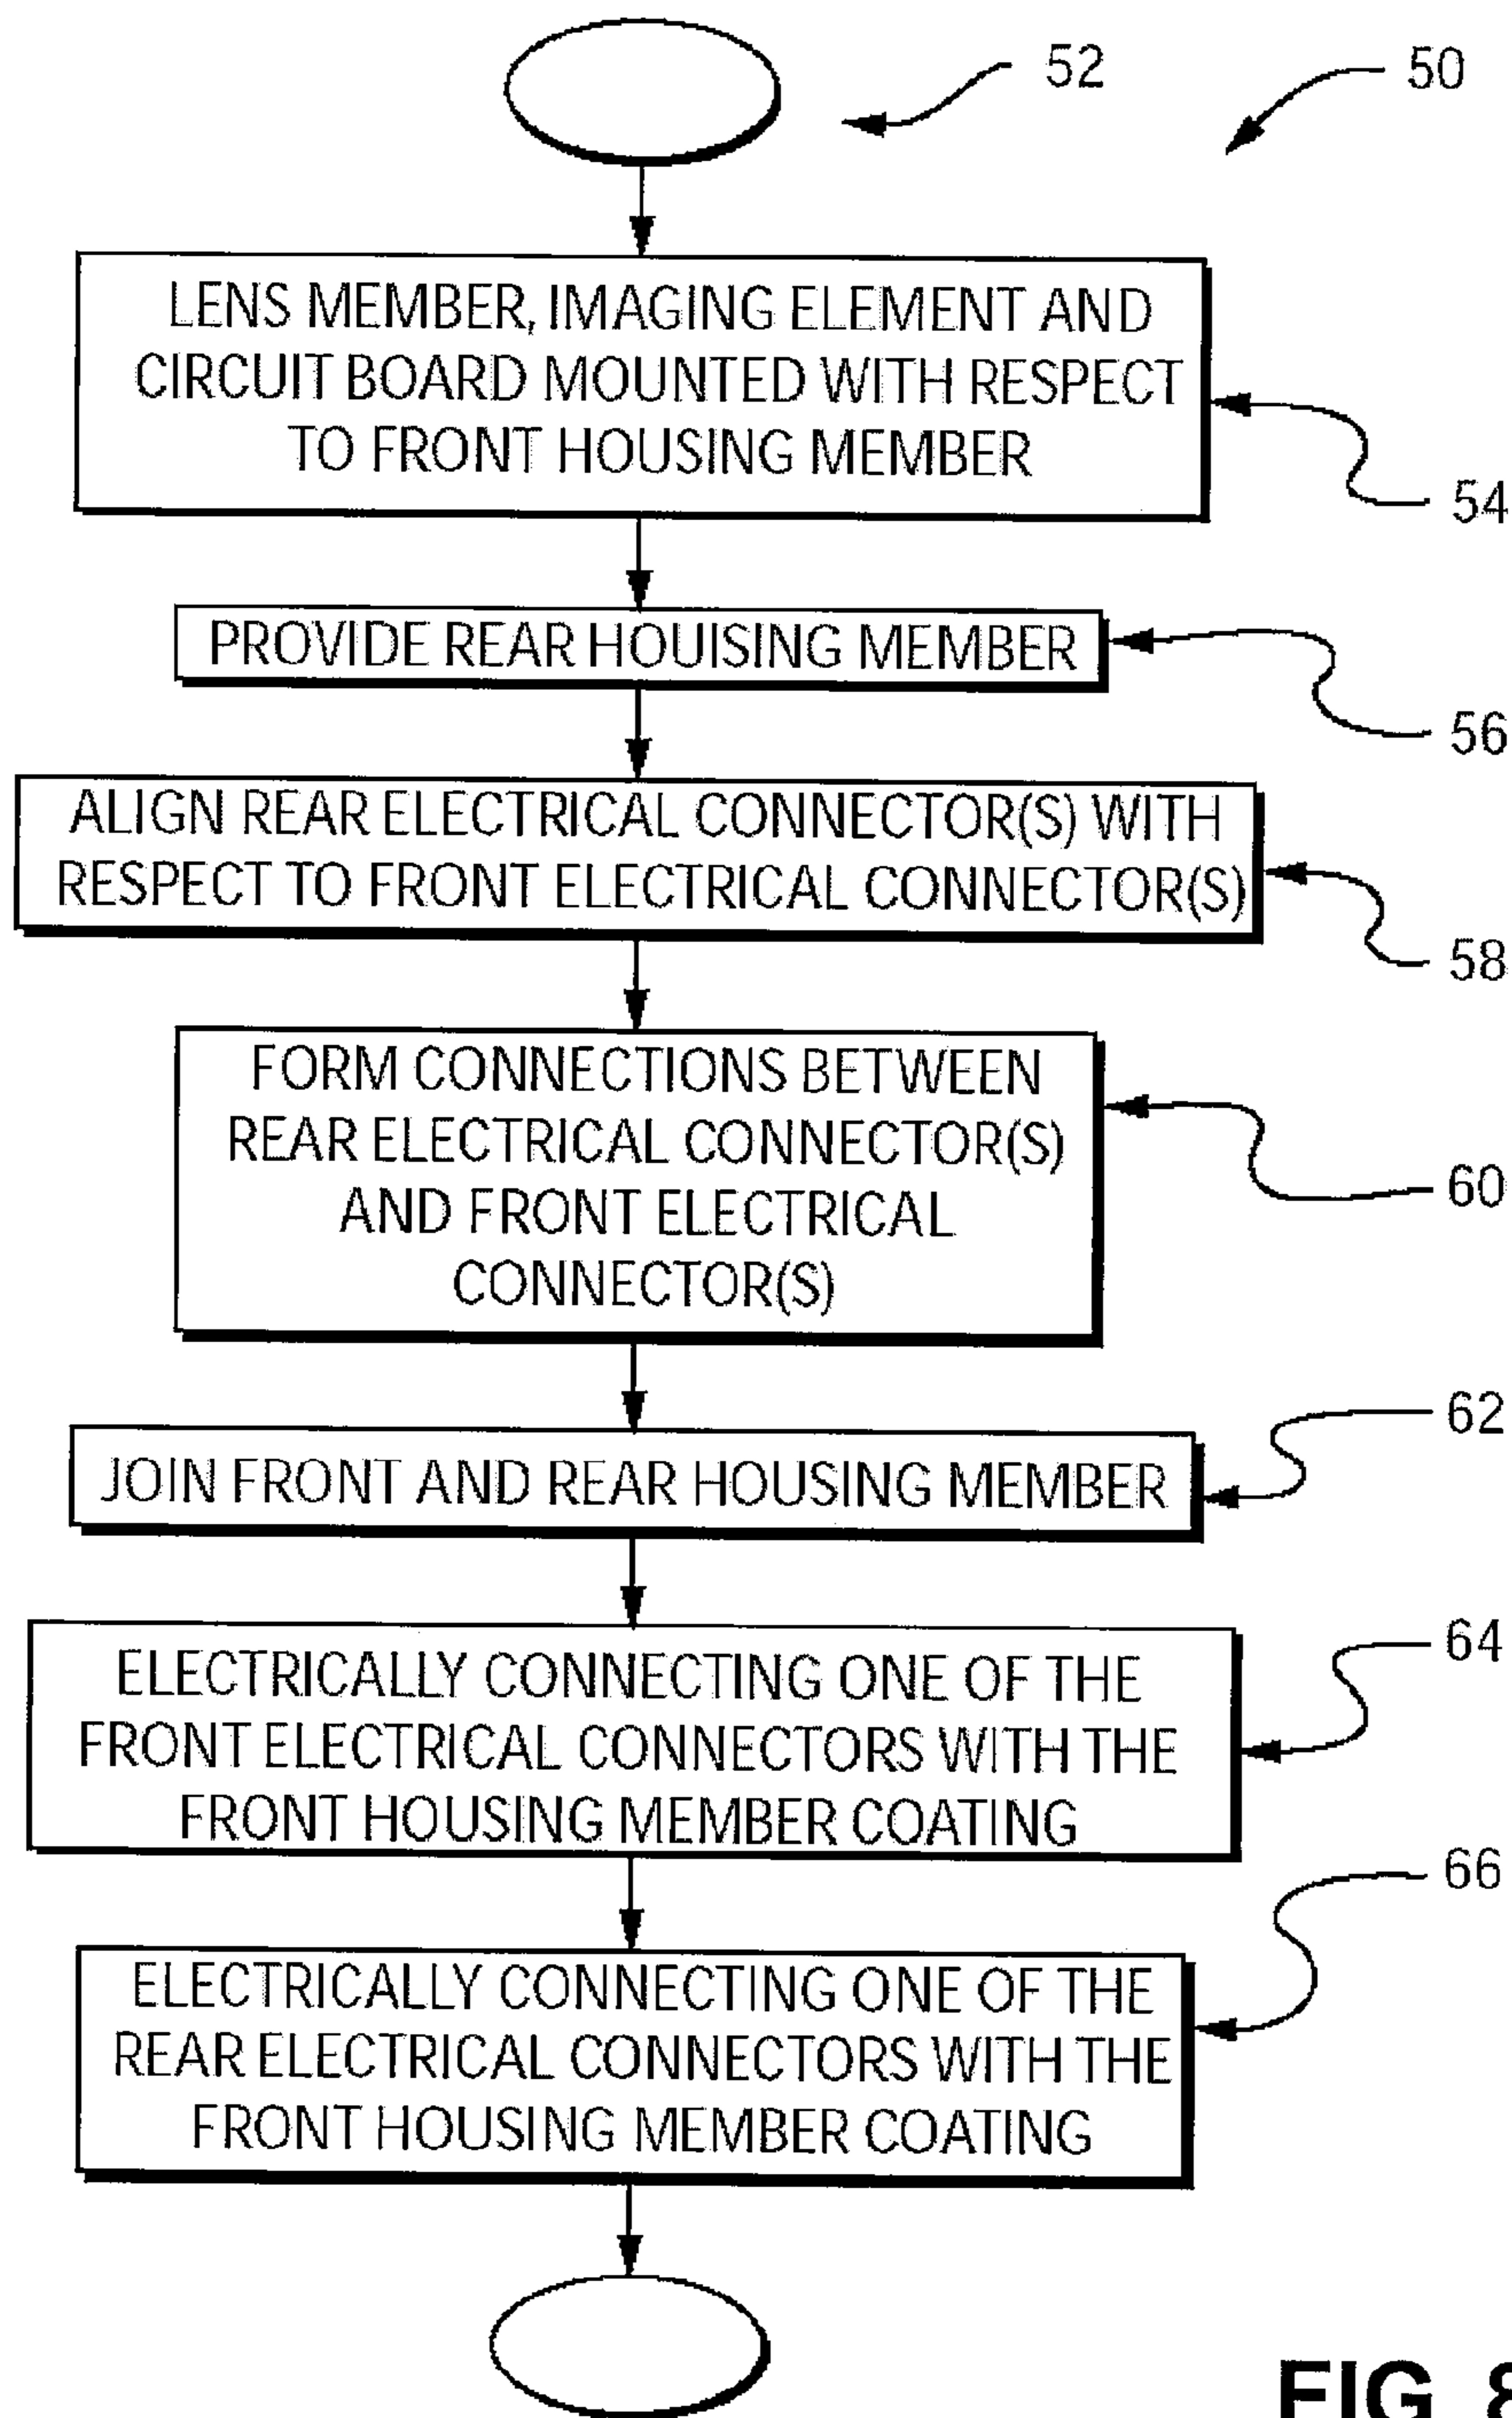 52
50
LENS MEMBER, IMAGING ELEMENT AND
CIRCUIT BOARD MOUNTED WITH RESPECT
TO FRONT HOUSING MEMBER
54
PROVIDE REAR HOUISING MEMBER
56
ALIGN REAR ELECTRICAL CONNECTOR(S) WITH
RESPECT TO FRONT ELECTRICAL CONNECTOR(S)
58
FORM CONNECTIONS BETWEEN
REAR ELECTRICAL CONNECTOR(S)
AND FRONT ELECTRICAL
CONNECTOR(S)
60
JOIN FRONT AND REAR HOUSING MEMBER
62
ELECTRICALLY CONNECTING ONE OF THE
FRONT ELECTRICAL CONNECTORS WITH THE
FRONT HOUSING MEMBER COATING
64
ELECTRICALLY CONNECTING ONE OF THE
REAR ELECTRICAL CONNECTORS WITH THE
FRONT HOUSING MEMBER COATING
66
FIG. 8